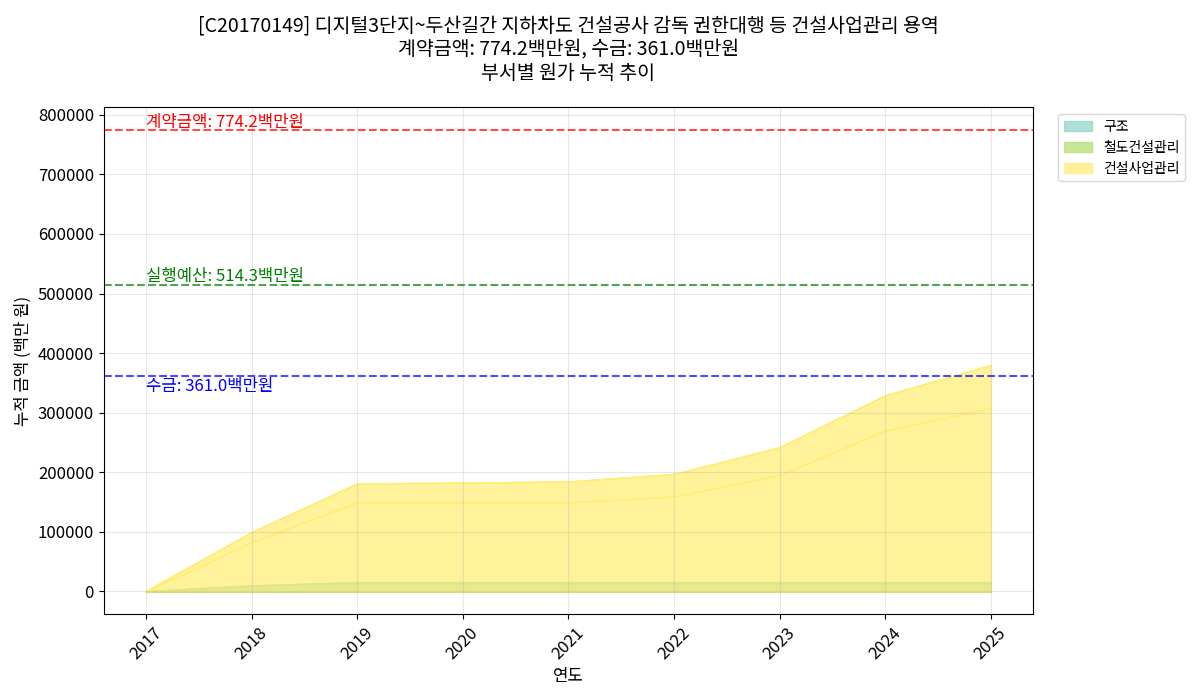 [C20170149] 디지털3단지~두산길간 지하차도 건설공사 감독 권한대행 등 건설사업관리 용역
계약금액: 774.2백만원, 수금: 361.0백만원
부서별 원가 누적 추이
800000
700000
600000
500000
400000
300000
200000
100000
0
누적 금액 (백만 원)
계약금액: 774.2백만원
실행예산: 514.3백만원
수금: 361.0백만원
구조
철도건설관리
건설사업관리
2017
2018
2019
2020
2021
2022
2023
2024
2025
연도